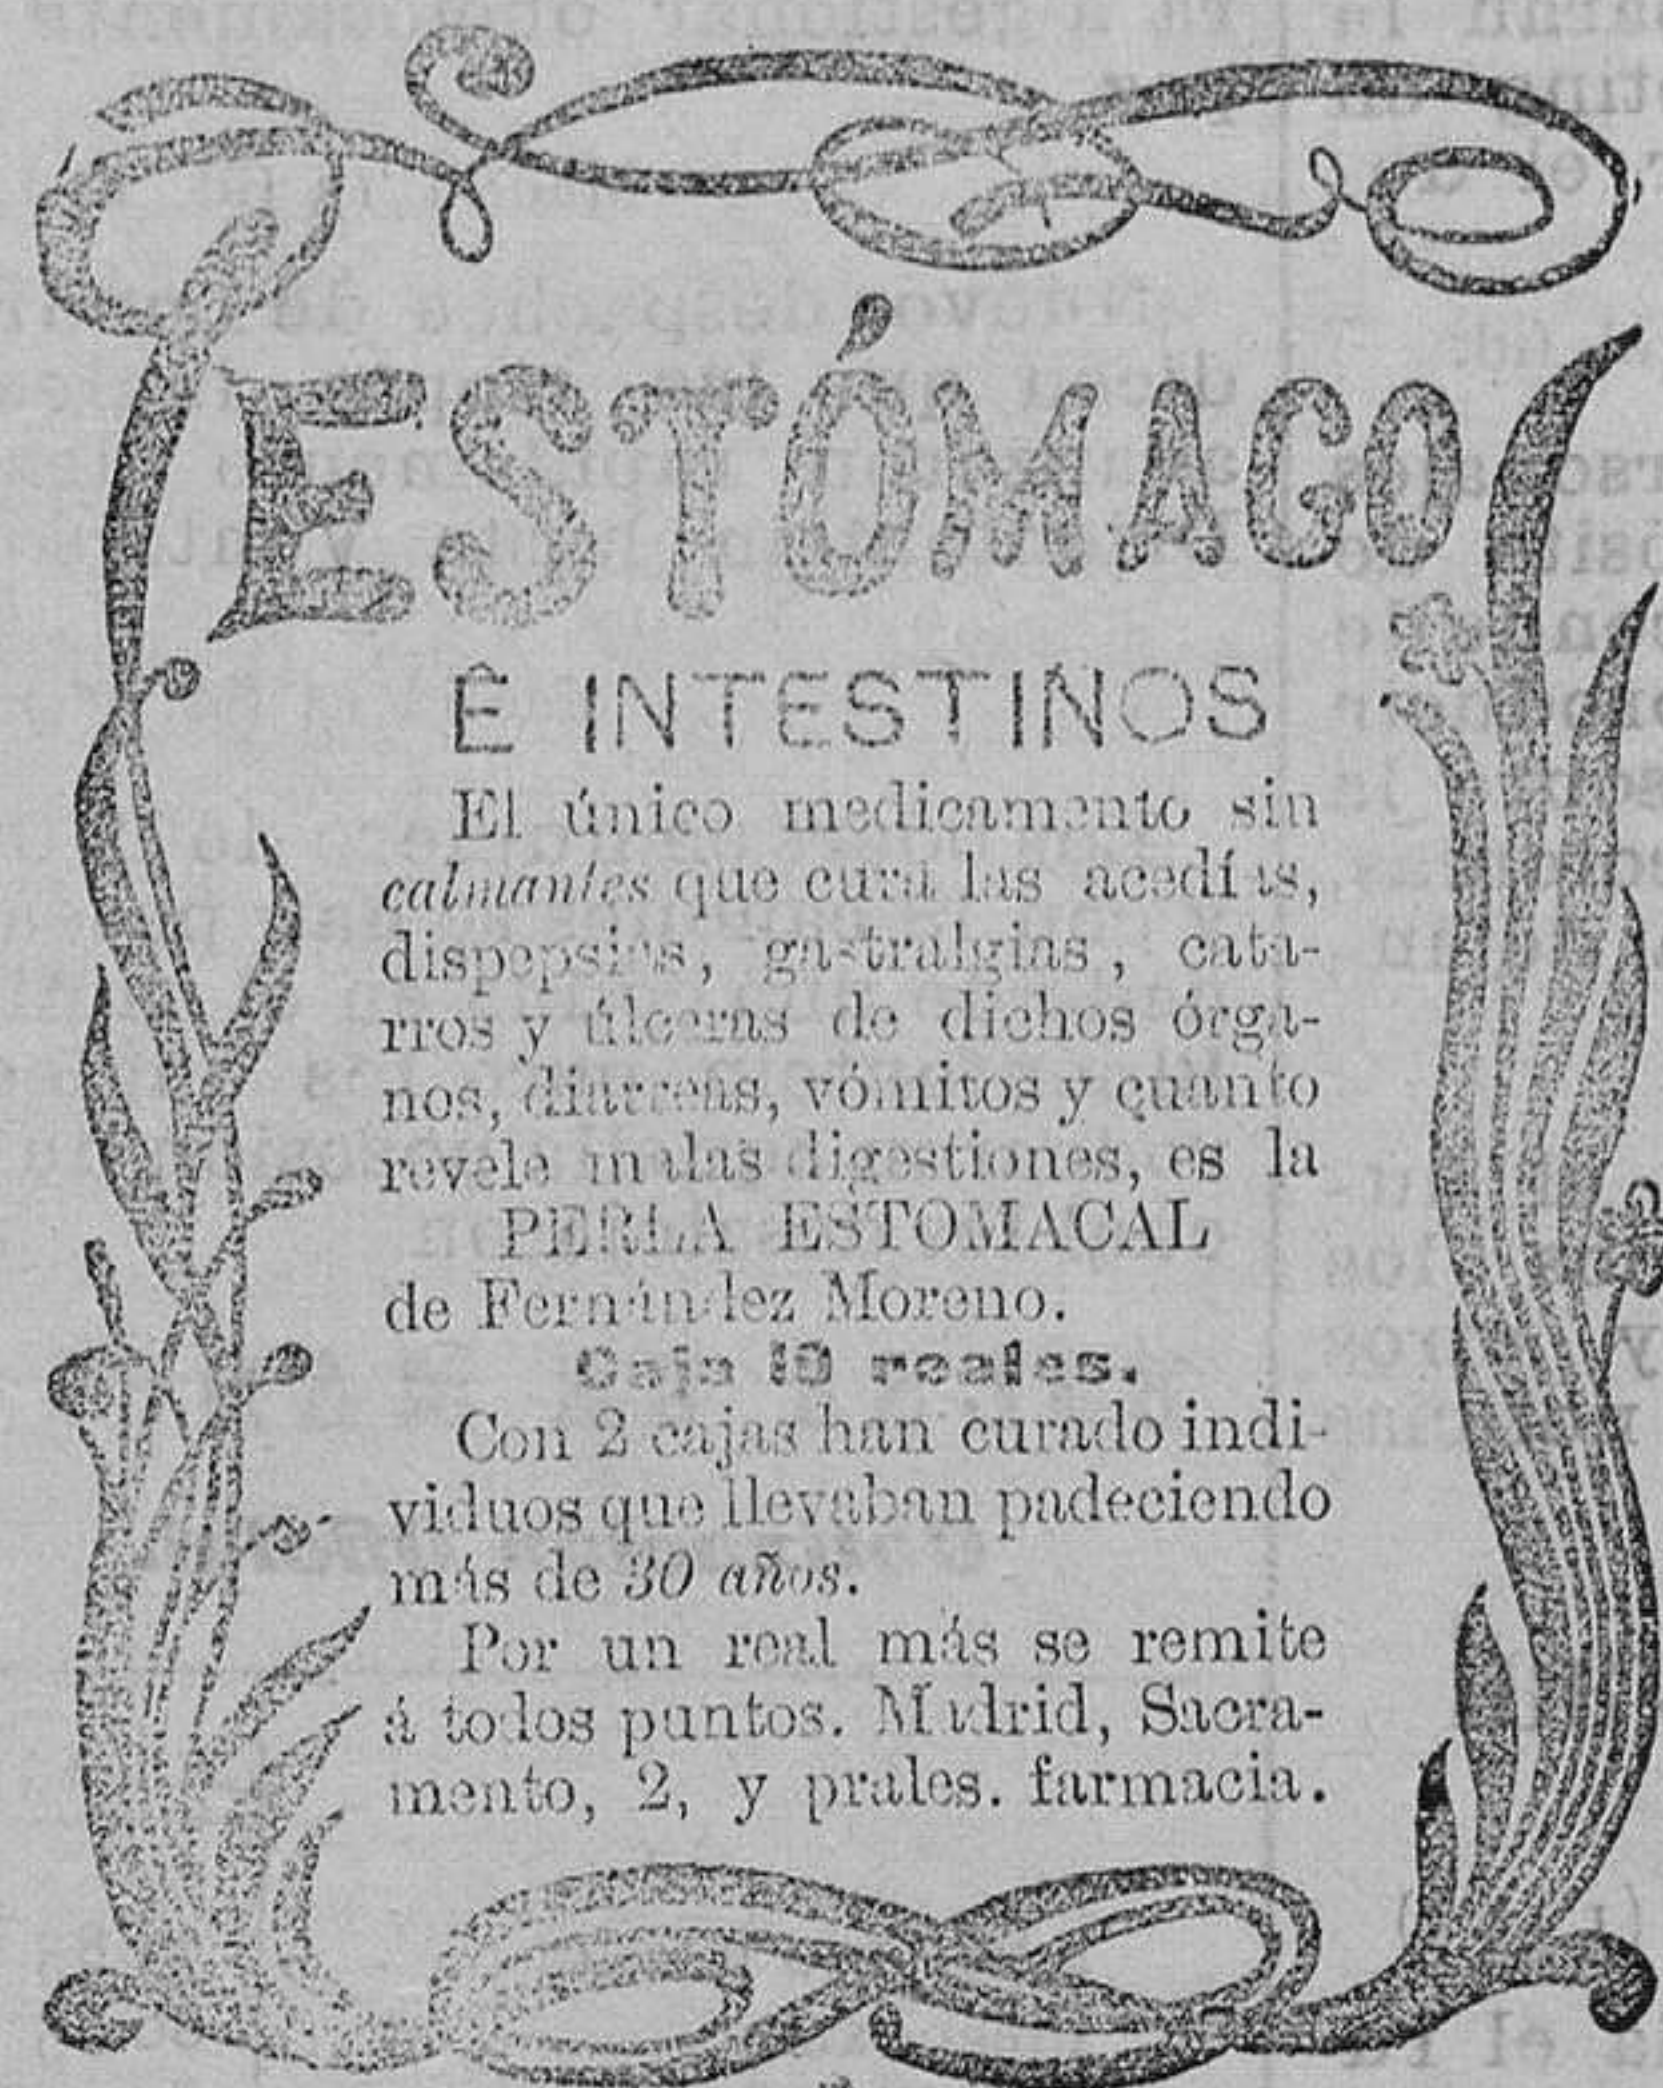 ESTÓMAGO
É INTESTINOS
El único medicamento sin
calmantes que cura las acedías,
dispepsias, gastralgias, cata-
rros y úlceras de dichos órga-
nos, diarreas, vómitos y cuanto
revele malas digestiones, es la
PERLA ESTOMACAL
de Fernández Moreno.
Caja 10 reales.
Con 2 cajas han curado indi-
viduos que llevaban padeciendo
más de 30 años.
Por un real más se remite
á todos puntos. Madrid, Sacra-
mento, 2, y prales. farmacia.